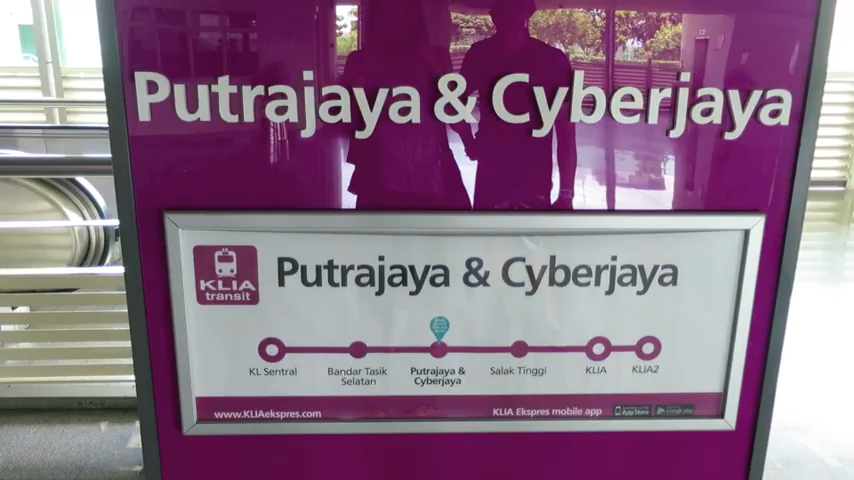 Putrajaya & Cyberjaya
KLIA
transit
Putrajaya & Cyberjaya
KL Sentral
Bandar Tasik
Selatan
Putrajaya &
Cyberjaya
Salak Tinggi
KLIA
KLIA2
www.KLIAekspres.com
KLIA Ekspres mobile app
App Store
Google play